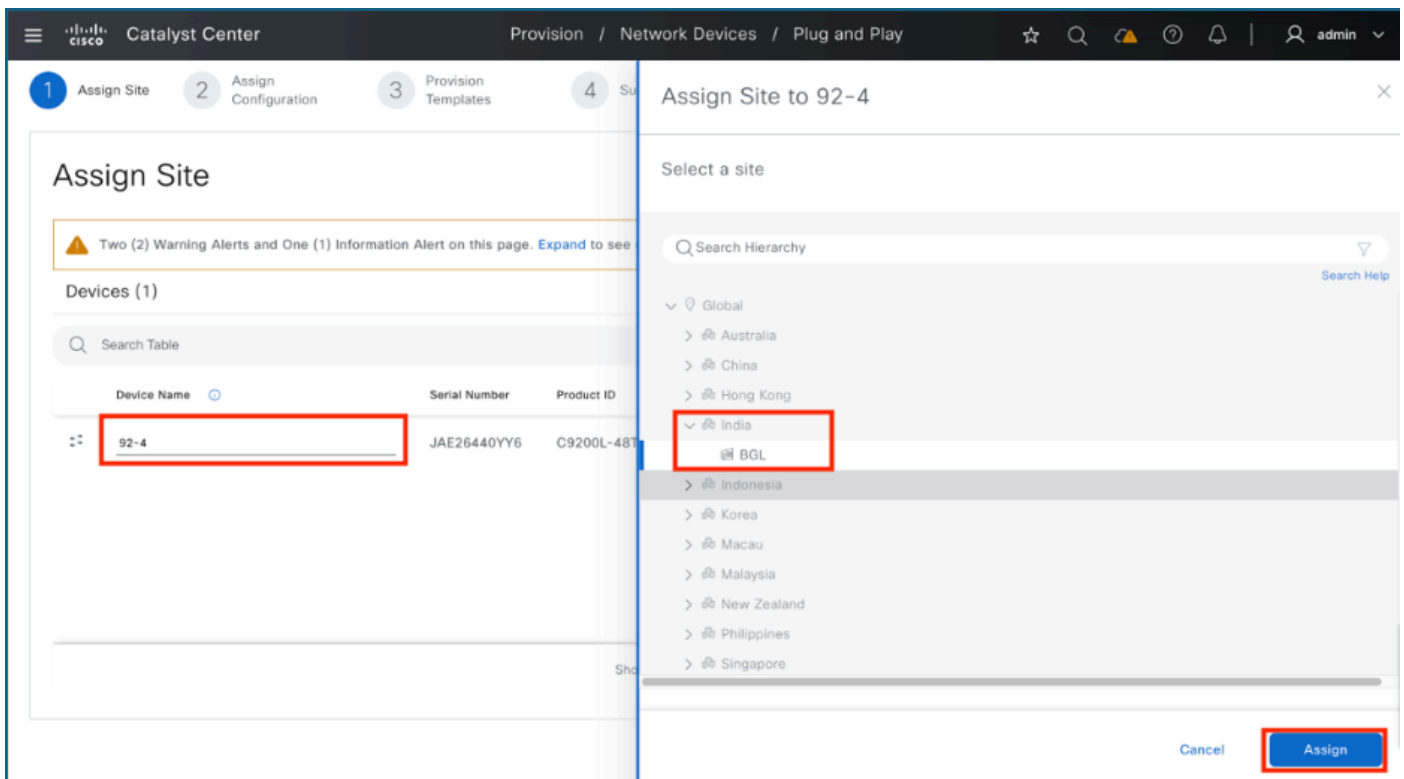 cisco Catalyst Center Provision / Network Devices / Plug and Play admin
1 Assign Site 2 Assign Configuration 3 Provision Templates 4
Assign Site
Two (2) Warning Alerts and One (1) Information Alert on this page. Expand to see
Devices (1)
Search Table
Device Name Serial Number Product ID
92-4 JAE26440YY6 C9200L-48T
Assign Site to 92-4
Select a site
Search Hierarchy
Search Help
Global
Australia
China
Hong Kong
India
BGL
Indonesia
Korea
Macau
Malaysia
New Zealand
Philippines
Singapore
Cancel Assign